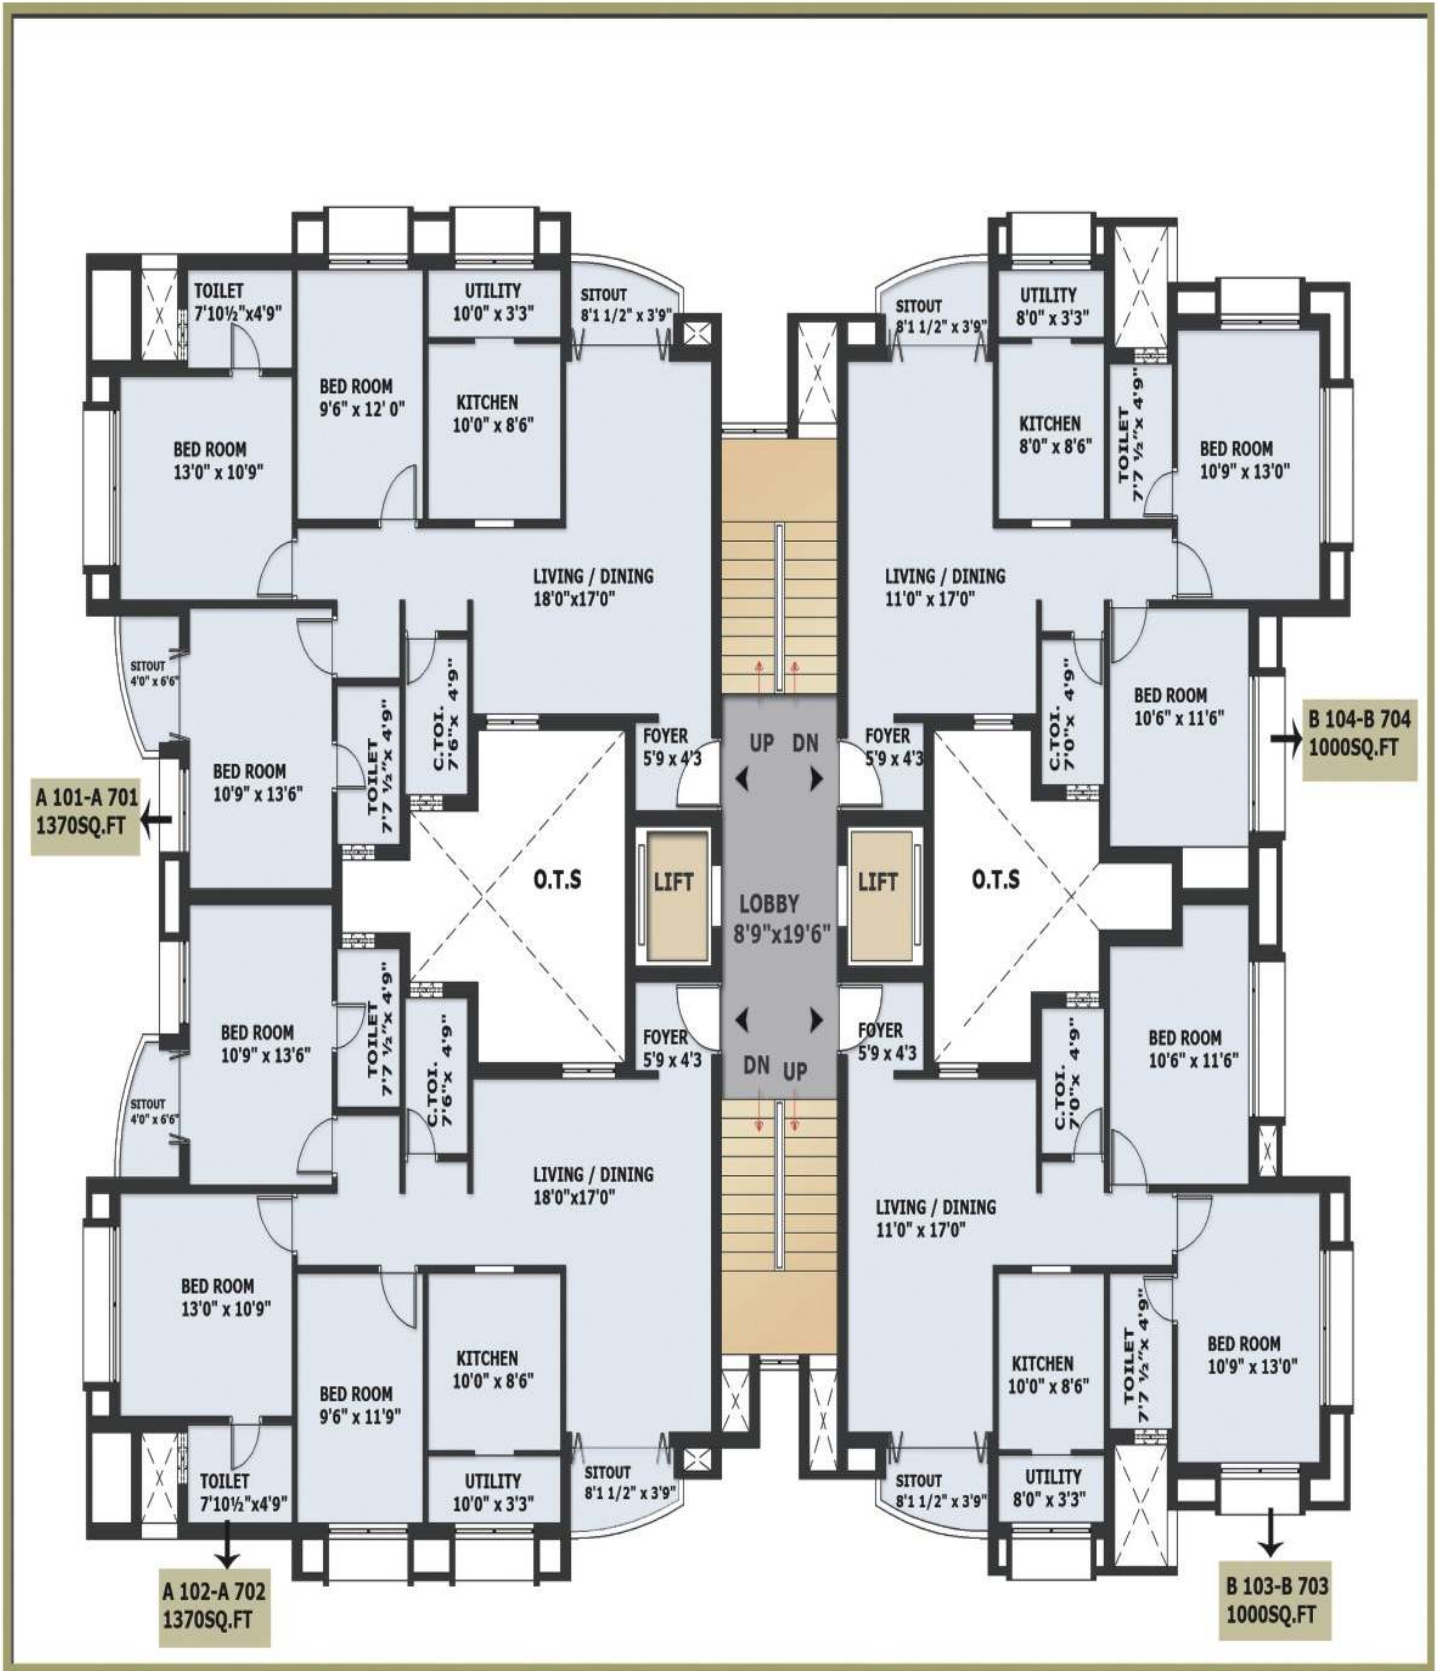 TOILET
7'10½"x4'9"
BED ROOM
9'6" x 12' 0"
UTILITY
10'0" x 3'3"
SITOUT
8'1 1/2" x 3'9"
KITCHEN
10'0" x 8'6"
BED ROOM
13'0" x 10'9"
LIVING / DINING
18'0"x17'0"
SITOUT
4'0" x 6'6"
BED ROOM
10'9" x 13'6"
TOILET
7'7 ½"x 4'9"
C.TOI.
7'6"x 4'9"
FOYER
5'9 x 4'3
A 101-A 701
1370SQ.FT
O.T.S
LIFT
SITOUT
8'1 1/2" x 3'9"
UTILITY
8'0" x 3'3"
KITCHEN
8'0" x 8'6"
TOILET
7'7 ½"x 4'9"
BED ROOM
10'9" x 13'0"
LIVING / DINING
11'0" x 17'0"
BED ROOM
10'6" x 11'6"
C.TOI.
7'0"x 4'9"
FOYER
5'9 x 4'3
B 104-B 704
1000SQ.FT
UP DN
LOBBY
8'9"x19'6"
DN UP
LIFT
O.T.S
BED ROOM
10'9" x 13'6"
TOILET
7'7 ½"x 4'9"
C.TOI.
7'6"x 4'9"
FOYER
5'9 x 4'3
SITOUT
4'0" x 6'6"
LIVING / DINING
18'0"x17'0"
BED ROOM
13'0" x 10'9"
BED ROOM
9'6" x 11'9"
KITCHEN
10'0" x 8'6"
TOILET
7'10½"x4'9"
UTILITY
10'0" x 3'3"
SITOUT
8'1 1/2" x 3'9"
A 102-A 702
1370SQ.FT
FOYER
5'9 x 4'3
C.TOI.
7'0"x 4'9"
BED ROOM
10'6" x 11'6"
LIVING / DINING
11'0" x 17'0"
KITCHEN
10'0" x 8'6"
TOILET
7'7 ½"x 4'9"
BED ROOM
10'9" x 13'0"
SITOUT
8'1 1/2" x 3'9"
UTILITY
8'0" x 3'3"
B 103-B 703
1000SQ.FT